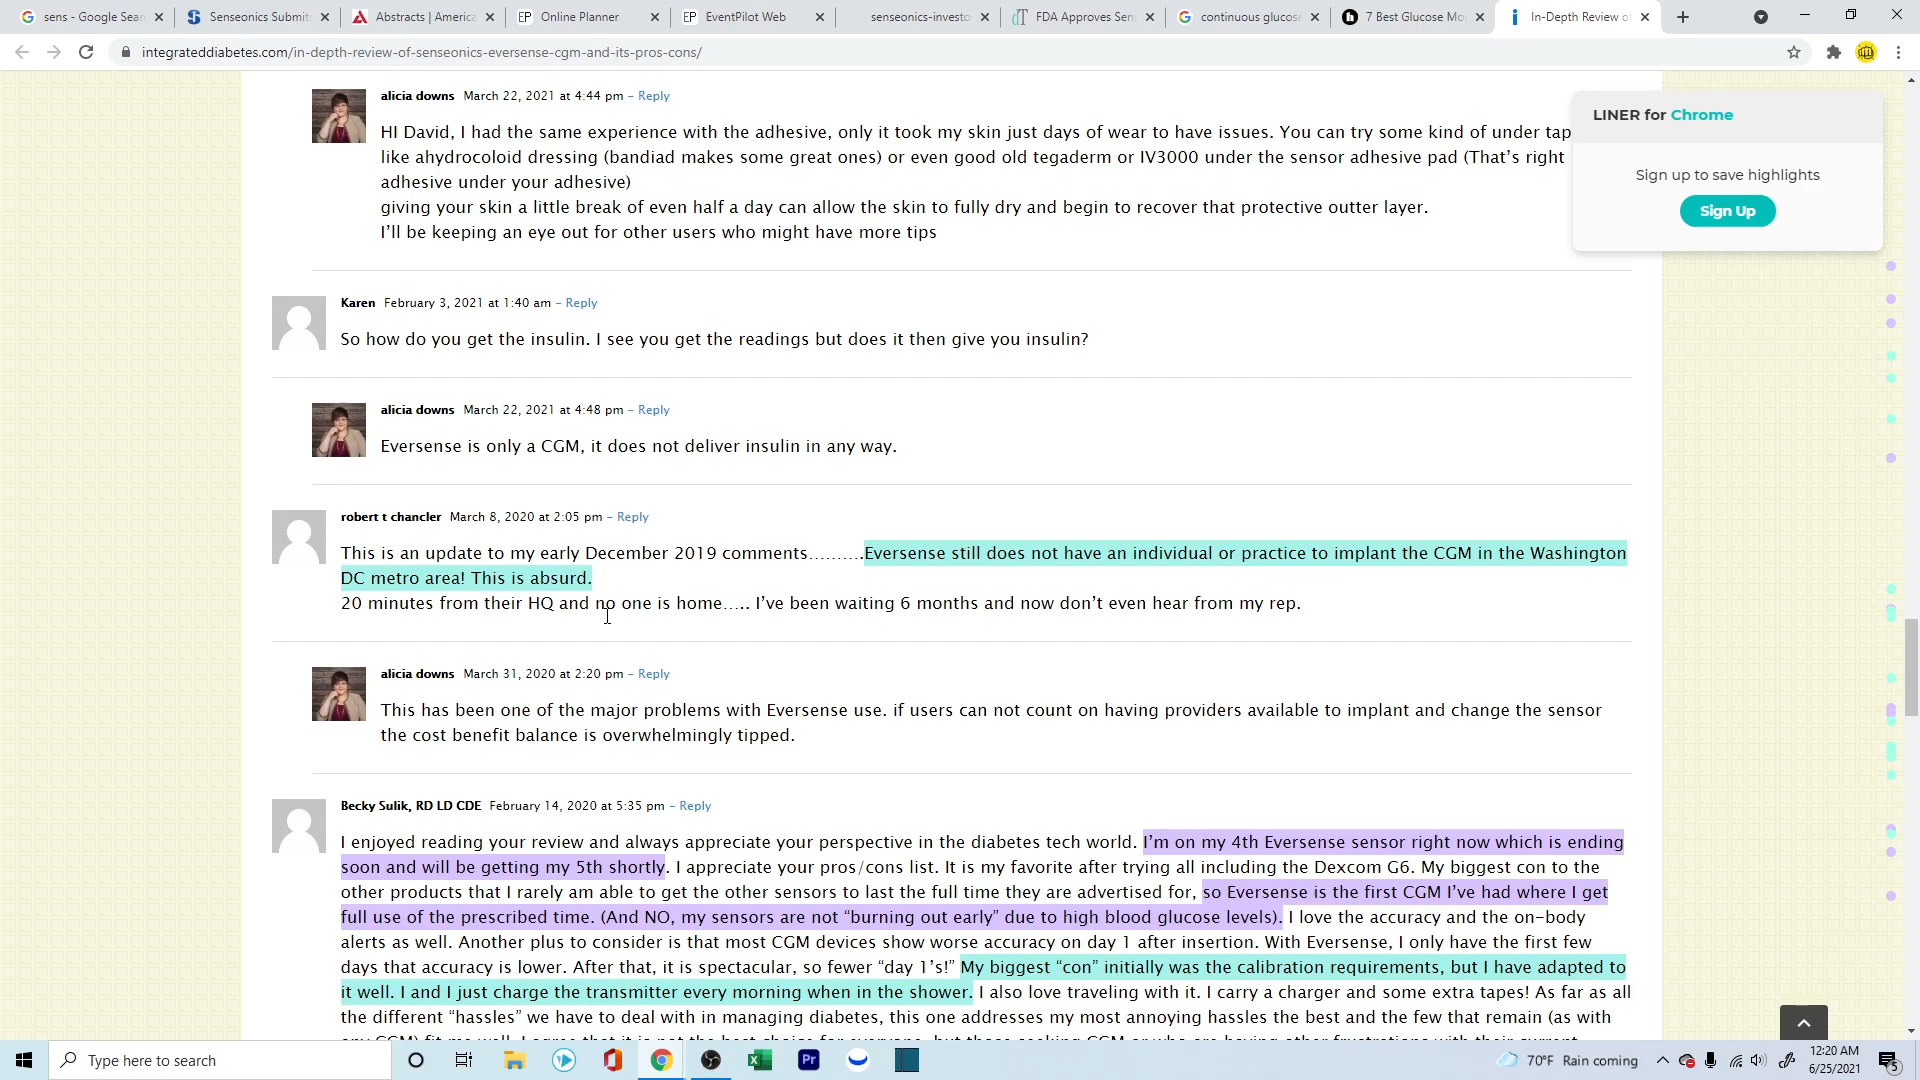 sens - Google Sear
Senseonics Submit
Abstracts | America
EP Online Planner
EP EventPilot Web
senseonics-investo
dT FDA Approves Sen
continuous glucose
7 Best Glucose Mo
In-Depth Review of
integrateddiabetes.com/in-depth-review-of-senseonics-eversense-cgm-and-its-pros-cons/
LINER for Chrome
Sign up to save highlights
Sign Up
alicia downs March 22, 2021 at 4:44 pm – Reply
HI David, I had the same experience with the adhesive, only it took my skin just days of wear to have issues. You can try some kind of under tap
like ahydrocoloid dressing (bandiad makes some great ones) or even good old tegaderm or IV3000 under the sensor adhesive pad (That’s right
adhesive under your adhesive)
giving your skin a little break of even half a day can allow the skin to fully dry and begin to recover that protective outter layer.
I’ll be keeping an eye out for other users who might have more tips
Karen February 3, 2021 at 1:40 am – Reply
So how do you get the insulin. I see you get the readings but does it then give you insulin?
alicia downs March 22, 2021 at 4:48 pm – Reply
Eversense is only a CGM, it does not deliver insulin in any way.
robert t chancler March 8, 2020 at 2:05 pm – Reply
This is an update to my early December 2019 comments……….Eversense still does not have an individual or practice to implant the CGM in the Washington
DC metro area! This is absurd.
20 minutes from their HQ and no one is home….. I’ve been waiting 6 months and now don’t even hear from my rep.
alicia downs March 31, 2020 at 2:20 pm – Reply
This has been one of the major problems with Eversense use. if users can not count on having providers available to implant and change the sensor
the cost benefit balance is overwhelmingly tipped.
Becky Sulik, RD LD CDE February 14, 2020 at 5:35 pm – Reply
I enjoyed reading your review and always appreciate your perspective in the diabetes tech world. I’m on my 4th Eversense sensor right now which is ending
soon and will be getting my 5th shortly. I appreciate your pros/cons list. It is my favorite after trying all including the Dexcom G6. My biggest con to the
other products that I rarely am able to get the other sensors to last the full time they are advertised for, so Eversense is the first CGM I’ve had where I get
full use of the prescribed time. (And NO, my sensors are not “burning out early” due to high blood glucose levels). I love the accuracy and the on-body
alerts as well. Another plus to consider is that most CGM devices show worse accuracy on day 1 after insertion. With Eversense, I only have the first few
days that accuracy is lower. After that, it is spectacular, so fewer “day 1’s!” My biggest “con” initially was the calibration requirements, but I have adapted to
it well. I and I just charge the transmitter every morning when in the shower. I also love traveling with it. I carry a charger and some extra tapes! As far as all
the different “hassles” we have to deal with in managing diabetes, this one addresses my most annoying hassles the best and the few that remain (as with
Type here to search
Pr
70°F Rain coming
12:20 AM
6/25/2021
5